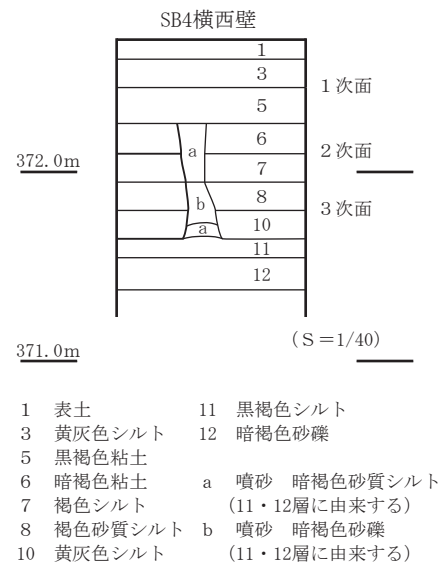 SB4横西壁
1
3
1次面
5
6
2次面
a
372.0m
7
8
3次面
b
10
a
11
12
(S=1/40)
371.0m
1 表土
3 黄灰色シルト
5 黒褐色粘土
6 暗褐色粘土
7 褐色シルト
8 褐色砂質シルト
10 黄灰色シルト
11 黒褐色シルト
12 暗褐色砂礫
a 噴砂 暗褐色砂質シルト
(11・12層に由来する)
b 噴砂 暗褐色砂礫
(11・12層に由来する)